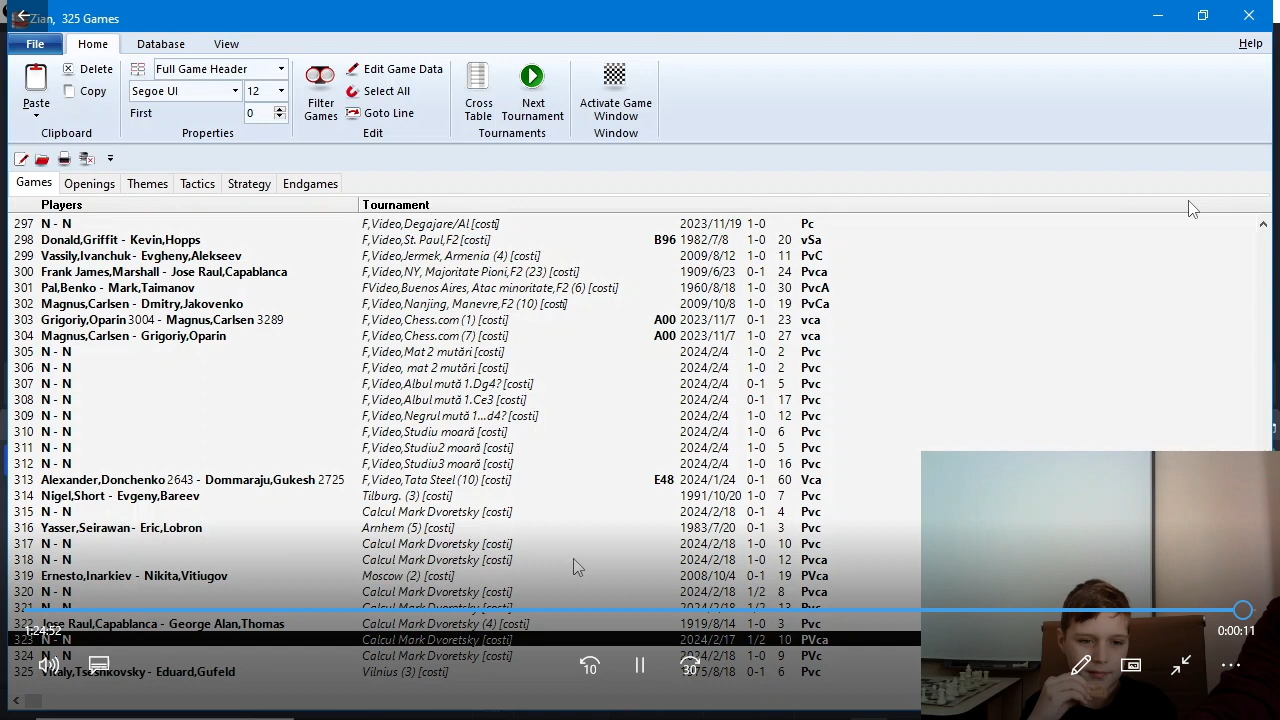 Zian, 325 Games
File Home Database View Help
Paste Delete Copy Clipboard
Full Game Header
Segoe UI 12
First 0
Properties
Filter Games
Edit Game Data
Select All
Goto Line
Edit
Cross Table Next Tournament
Tournaments
Activate Game Window
Window
Games Openings Themes Tactics Strategy Endgames
Players Tournament
297 N - N F,Video,Degajare/Al [costi] 2023/11/19 1-0 Pc
298 Donald,Griffit - Kevin,Hopps F,Video,St. Paul,F2 [costi] B96 1982/7/8 1-0 20 vSa
299 Vassily,Ivanchuk - Evgheny,Alekseev F,Video,Jermek, Armenia (4) [costi] 2009/8/12 1-0 11 PvC
300 Frank James,Marshall - Jose Raul,Capablanca F,Video,NY, Majoritate Pioni,F2 (23) [costi] 1909/6/23 0-1 24 Pvca
301 Pal,Benko - Mark,Taimanov FVideo,Buenos Aires, Atac minoritate,F2 (6) [costi] 1960/8/18 1-0 30 PvcA
302 Magnus,Carlsen - Dmitry,Jakovenko F,Video,Nanjing, Manevre,F2 (10) [costi] 2009/10/8 1-0 19 PvCa
303 Grigoriy,Oparin 3004 - Magnus,Carlsen 3289 F,Video,Chess.com (1) [costi] A00 2023/11/7 0-1 23 vca
304 Magnus,Carlsen - Grigoriy,Oparin F,Video,Chess.com (7) [costi] A00 2023/11/7 1-0 27 vca
305 N - N F,Video,Mat 2 mutări [costi] 2024/2/4 1-0 2 Pvc
306 N - N F,Video, mat 2 mutări [costi] 2024/2/4 1-0 2 Pvc
307 N - N F,Video,Albul mută 1.Dg4? [costi] 2024/2/4 0-1 5 Pvc
308 N - N F,Video,Albul mută 1.Ce3 [costi] 2024/2/4 0-1 17 Pvc
309 N - N F,Video,Negrul mută 1...d4? [costi] 2024/2/4 1-0 12 Pvc
310 N - N F,Video,Studiu moară [costi] 2024/2/4 1-0 6 Pvc
311 N - N F,Video,Studiu2 moară [costi] 2024/2/4 1-0 5 Pvc
312 N - N F,Video,Studiu3 moară [costi] 2024/2/4 1-0 16 Pvc
313 Alexander,Donchenko 2643 - Dommaraju,Gukesh 2725 F,Video,Tata Steel (10) [costi] E48 2024/1/24 0-1 60 Vca
314 Nigel,Short - Evgeny,Bareev Tilburg. (3) [costi] 1991/10/20 1-0 7 Pvc
315 N - N Calcul Mark Dvoretsky [costi] 2024/2/18 0-1 4 Pvc
316 Yasser,Seirawan - Eric,Lobron Arnhem (5) [costi] 1983/7/20 0-1 3 Pvc
317 N - N Calcul Mark Dvoretsky [costi] 2024/2/18 1-0 10 Pvca
318 N - N Calcul Mark Dvoretsky [costi] 2024/2/18 1-0 12 Pvca
319 Ernesto,Inarkiev - Nikita,Vitiugov Moscow (2) [costi] 2008/10/4 0-1 19 PVca
320 N - N Calcul Mark Dvoretsky [costi] 2024/2/18 1/2 8 Pvca
321 N - N Calcul Mark Dvoretsky [costi] 2024/2/18 1/2 13 Pvc
322 Raul,Capablanca - George Alan,Thomas Calcul Mark Dvoretsky (4) [costi] 1919/8/14 1-0 3 Pvc
1:24:52 0:00:11
323 N - N Calcul Mark Dvoretsky [costi] 2024/2/17 1/2 10 PVca
324 N - N Calcul Mark Dvoretsky [costi] 2024/2/18 1-0 9 PVc
10 30
325 Vitaly,Tseshkovsky - Eduard,Gufeld Vilnius (3) [costi] 5/8/18 0-1 6 Pvc